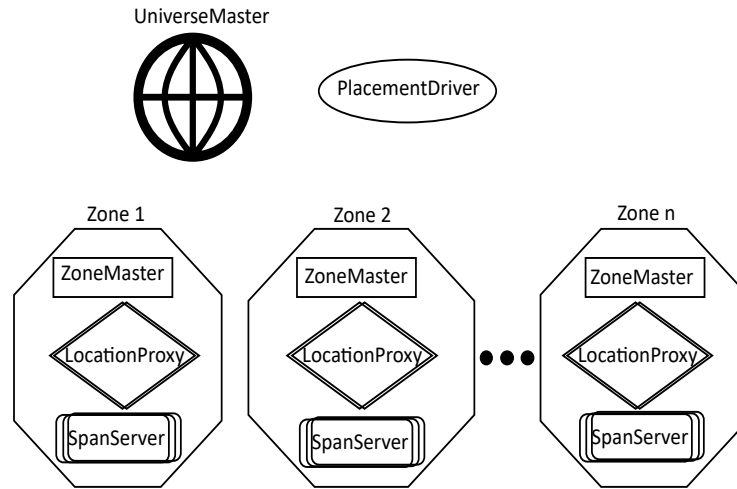 UniverseMaster
PlacementDriver
Zone 1
Zone 2
Zone n
ZoneMaster
ZoneMaster
ZoneMaster
LocationProxy
LocationProxy
LocationProxy
SpanServer
SpanServer
SpanServer